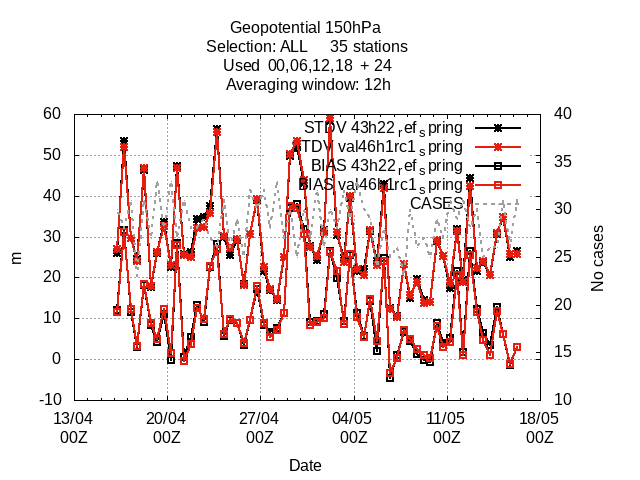 Geopotential 150hPa
Selection: ALL     35 stations
Used  00,06,12,18  + 24
Averaging window: 12h
60 40
STDV 43h22_ref_spring
STDV val46h1rc1_spring
50 35
BIAS 43h22_ref_spring
BIAS val46h1rc1_spring
40 30
CASES
30 25
20 20
10 15
0
-10 10
m
No cases
13/04 20/04 27/04 04/05 11/05 18/05
00Z 00Z 00Z 00Z 00Z 00Z
Date